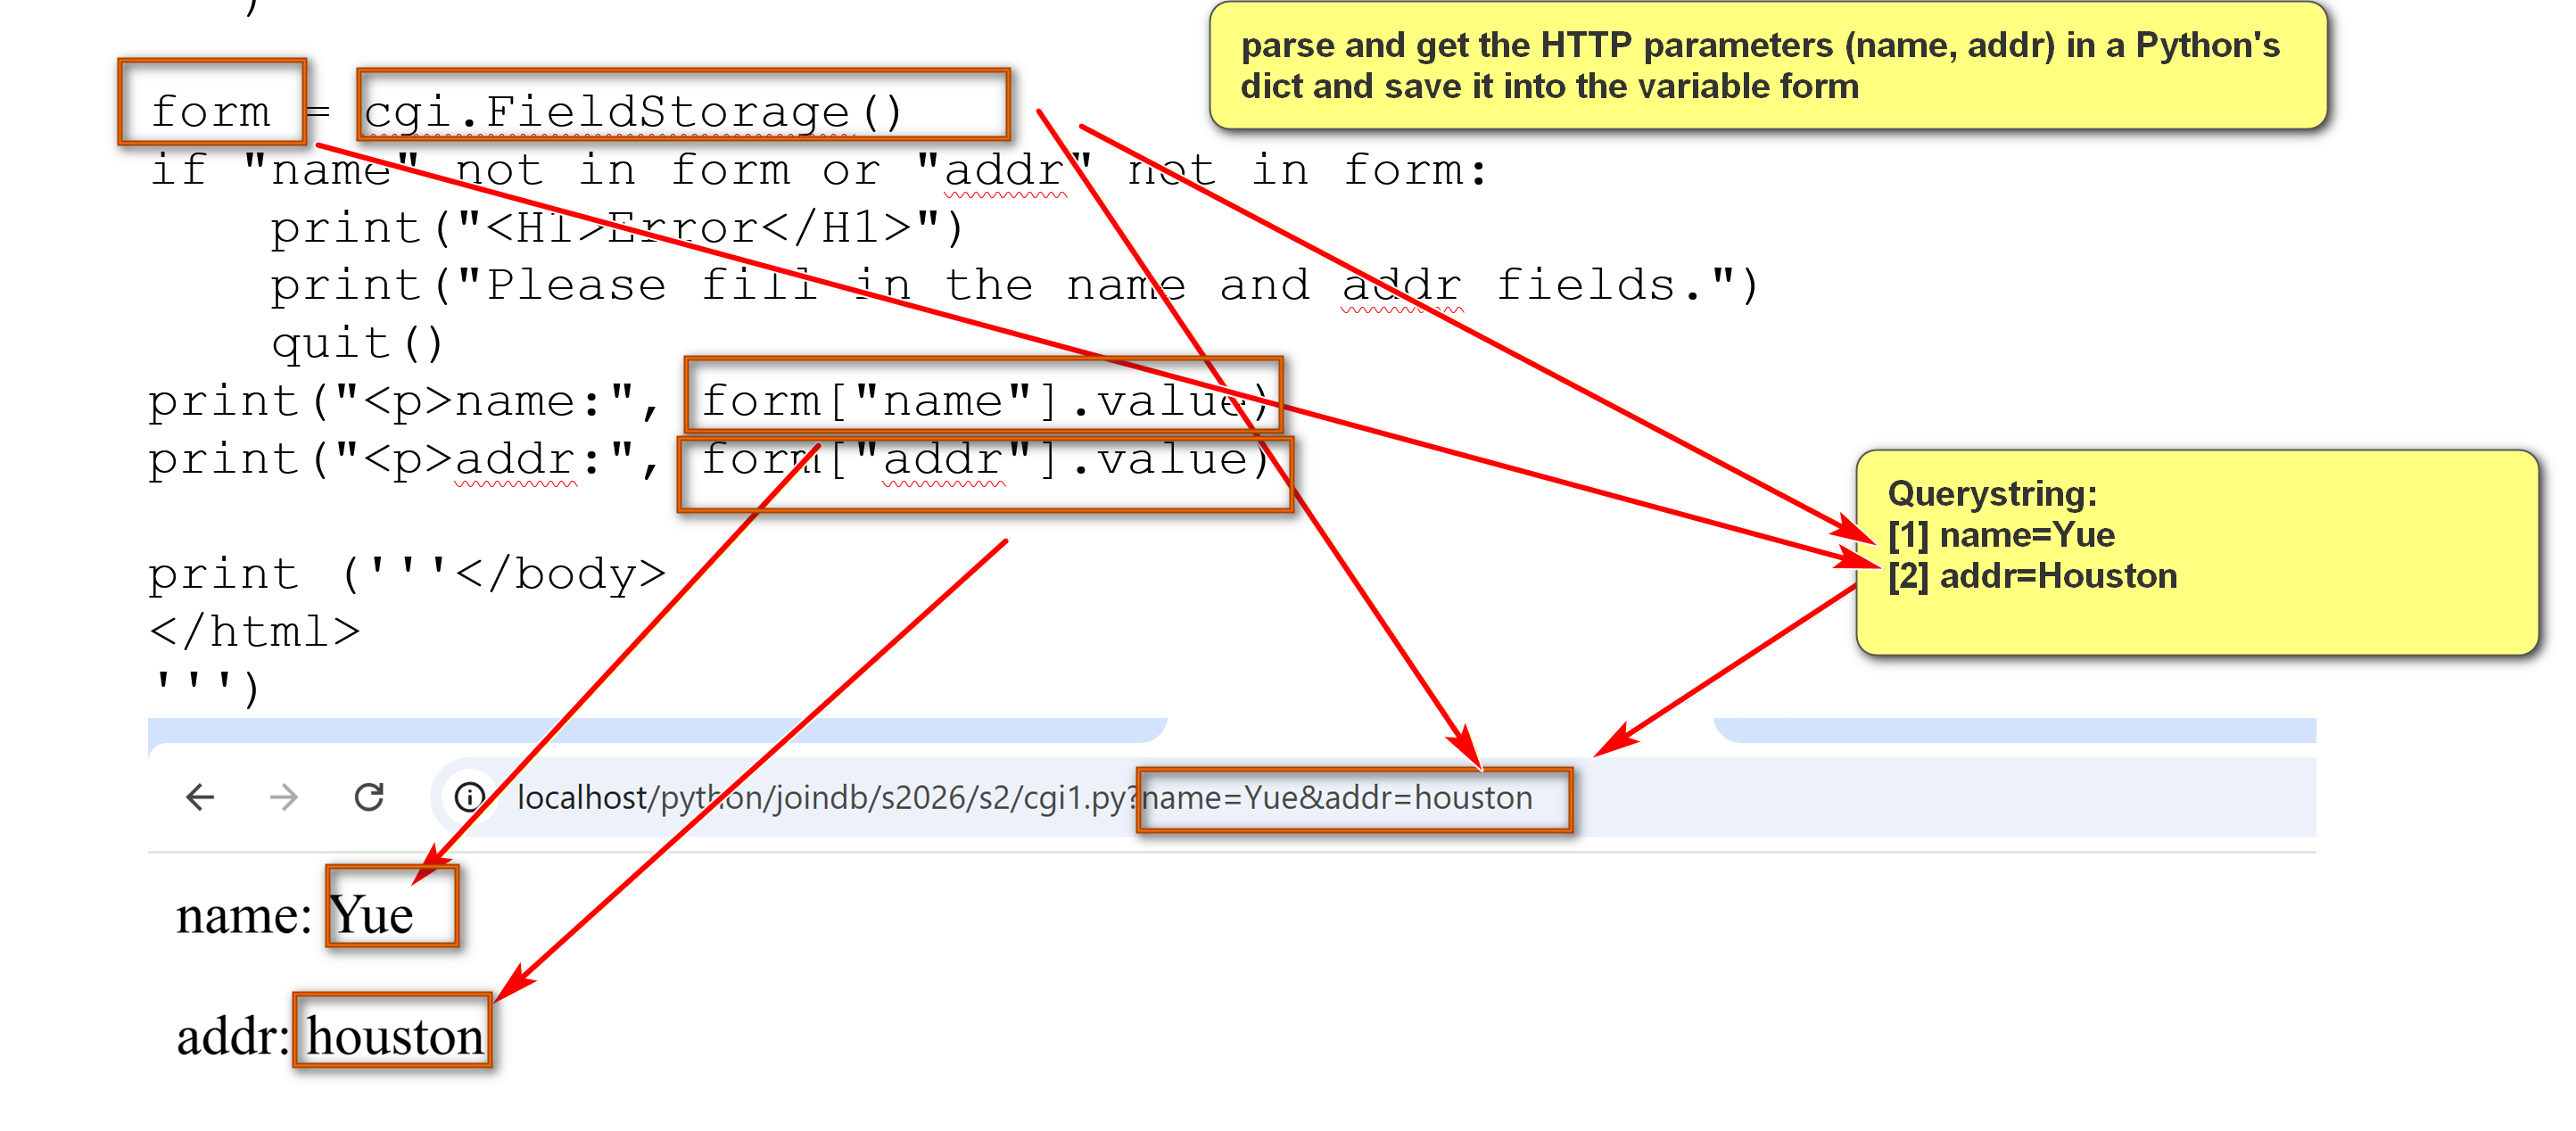 ')
parse and get the HTTP parameters (name, addr) in a Python's
dict and save it into the variable form
form = cgi.FieldStorage()
if "name" not in form or "addr" not in form:
    print("<H1>Error</H1>")
    print("Please fill in the name and addr fields.")
    quit()
print("<p>name:", form["name"].value)
print("<p>addr:", form["addr"].value)
Querystring:
[1] name=Yue
[2] addr=Houston
print ('''</body>
</html>
''')
localhost/python/joindb/s2026/s2/cgi1.py?name=Yue&addr=houston
name: Yue
addr: houston